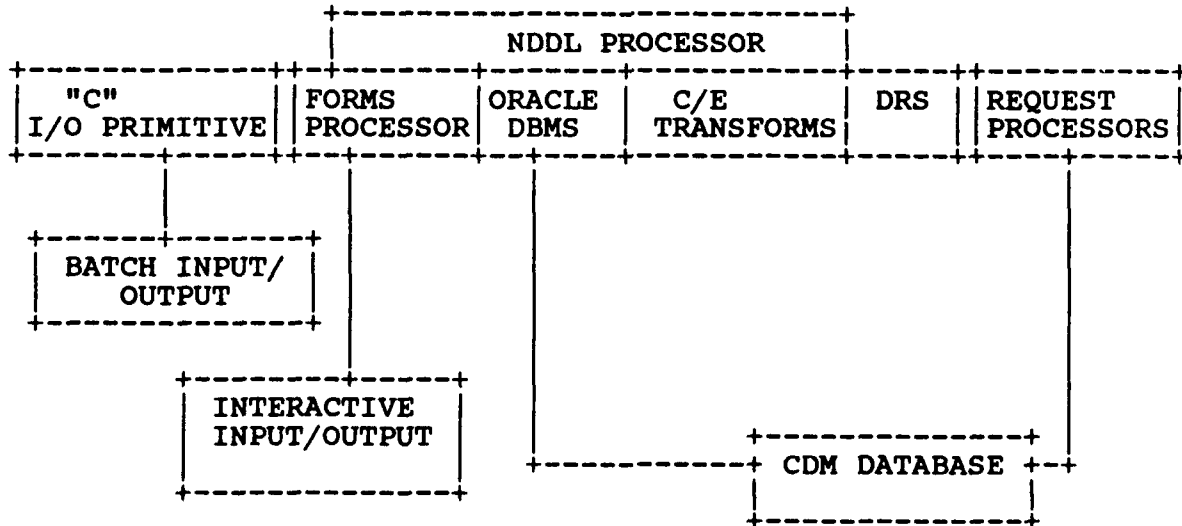 NDDL PROCESSOR
"C"
I/O PRIMITIVE
FORMS
PROCESSOR
ORACLE
DBMS
C/E
TRANSFORMS
DRS
REQUEST
PROCESSORS
BATCH INPUT/
OUTPUT
INTERACTIVE
INPUT/OUTPUT
CDM DATABASE